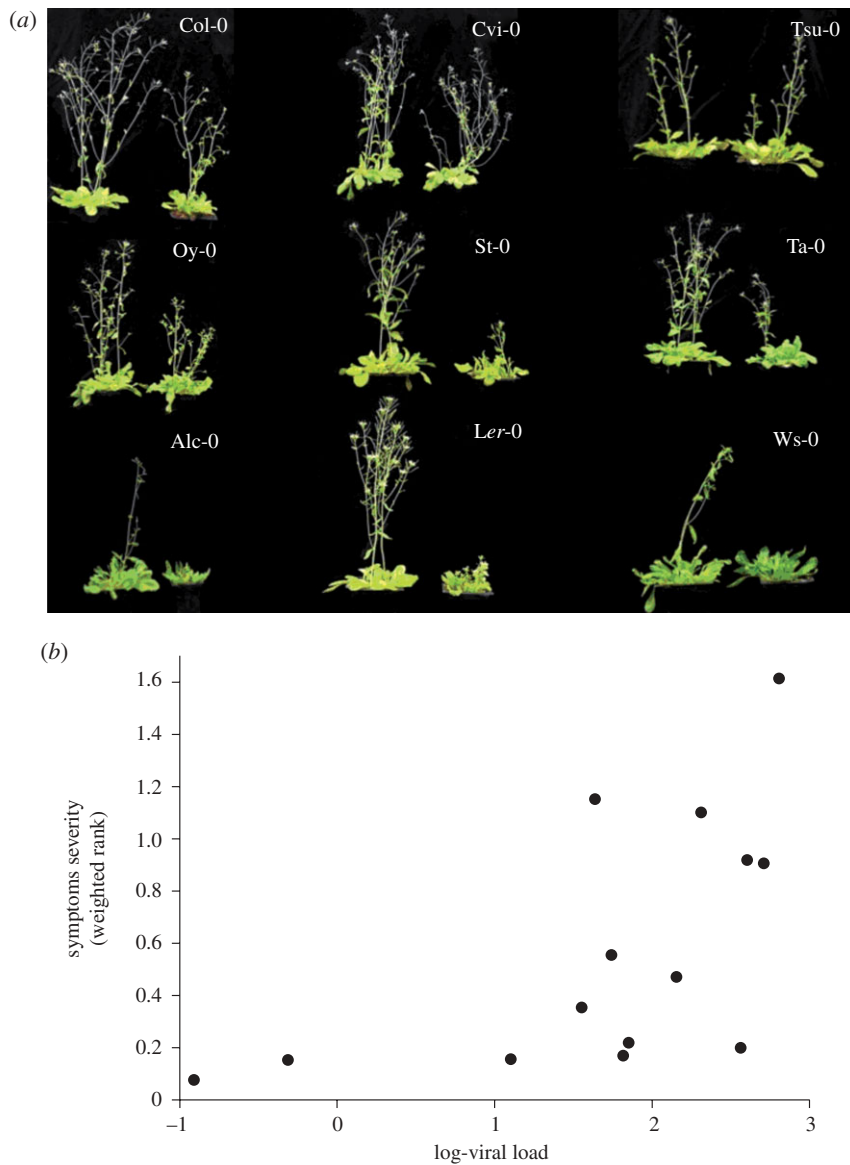 (a)
Col-0 Cvi-0 Tsu-0
Oy-0 St-0 Ta-0
Alc-0 Ler-0 Ws-0
(b)
1.6
1.4
1.2
1.0
0.8
0.6
0.4
0.2
0
symptoms severity
(weighted rank)
–1 0 1 2 3
log-viral load